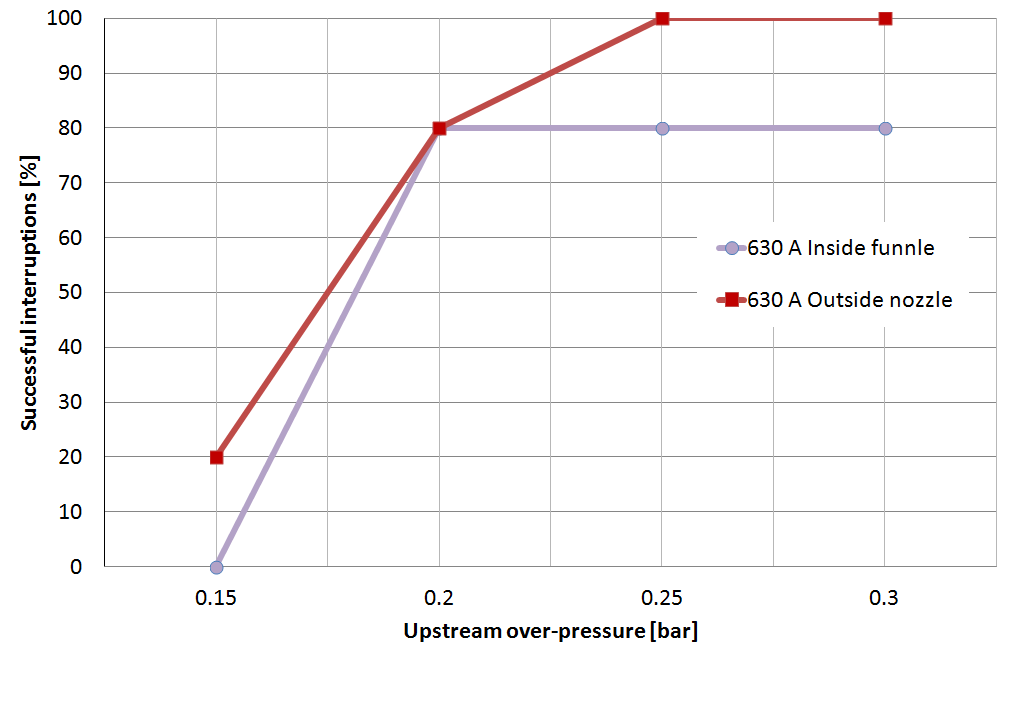 100
90
80
70
60
50
40
30
20
10
0
Successful interruptions [%]
630 A Inside funnle
630 A Outside nozzle
0.15 0.2 0.25 0.3
Upstream over-pressure [bar]